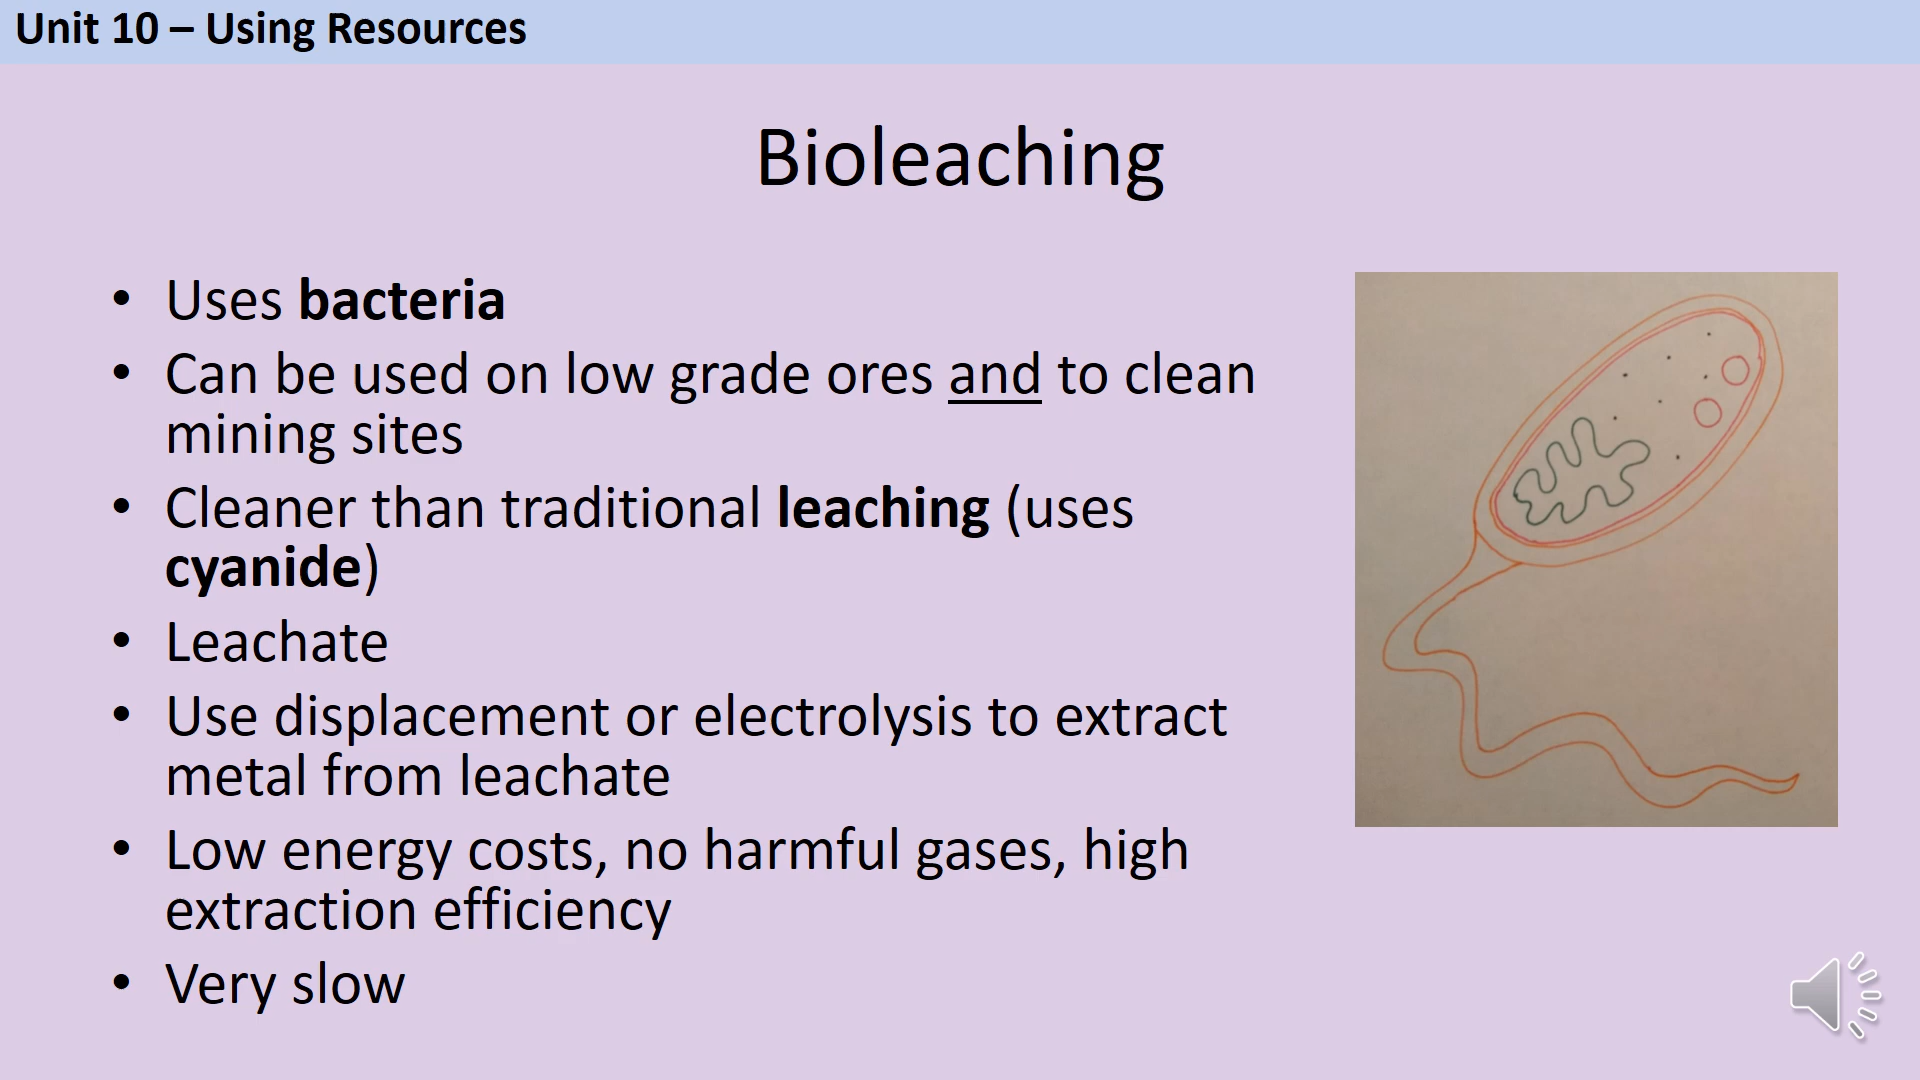 Unit 10 – Using Resources
Bioleaching
• Uses bacteria
• Can be used on low grade ores and to clean
mining sites
• Cleaner than traditional leaching (uses
cyanide)
• Leachate
• Use displacement or electrolysis to extract
metal from leachate
• Low energy costs, no harmful gases, high
extraction efficiency
• Very slow